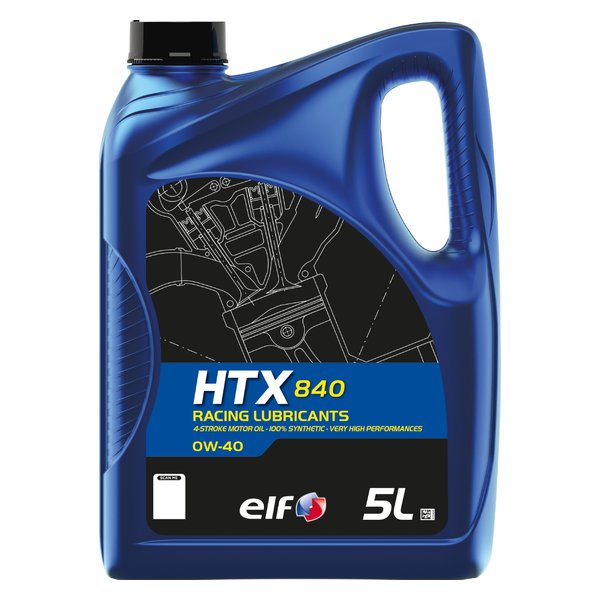 HTX 840
RACING LUBRICANTS
4-STROKE MOTOR OIL - 100% SYNTHETIC - VERY HIGH PERFORMANCES
0W-40
SCAN ME
elf
5L